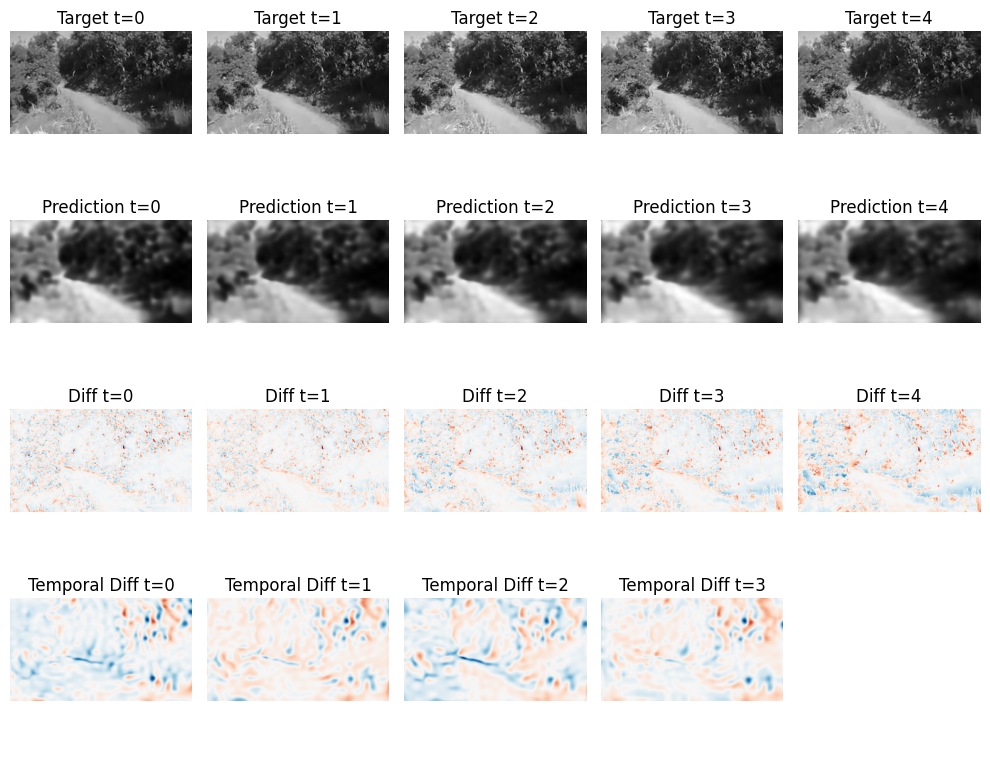 Target t=0 Target t=1 Target t=2 Target t=3 Target t=4
Prediction t=0 Prediction t=1 Prediction t=2 Prediction t=3 Prediction t=4
Diff t=0 Diff t=1 Diff t=2 Diff t=3 Diff t=4
Temporal Diff t=0 Temporal Diff t=1 Temporal Diff t=2 Temporal Diff t=3